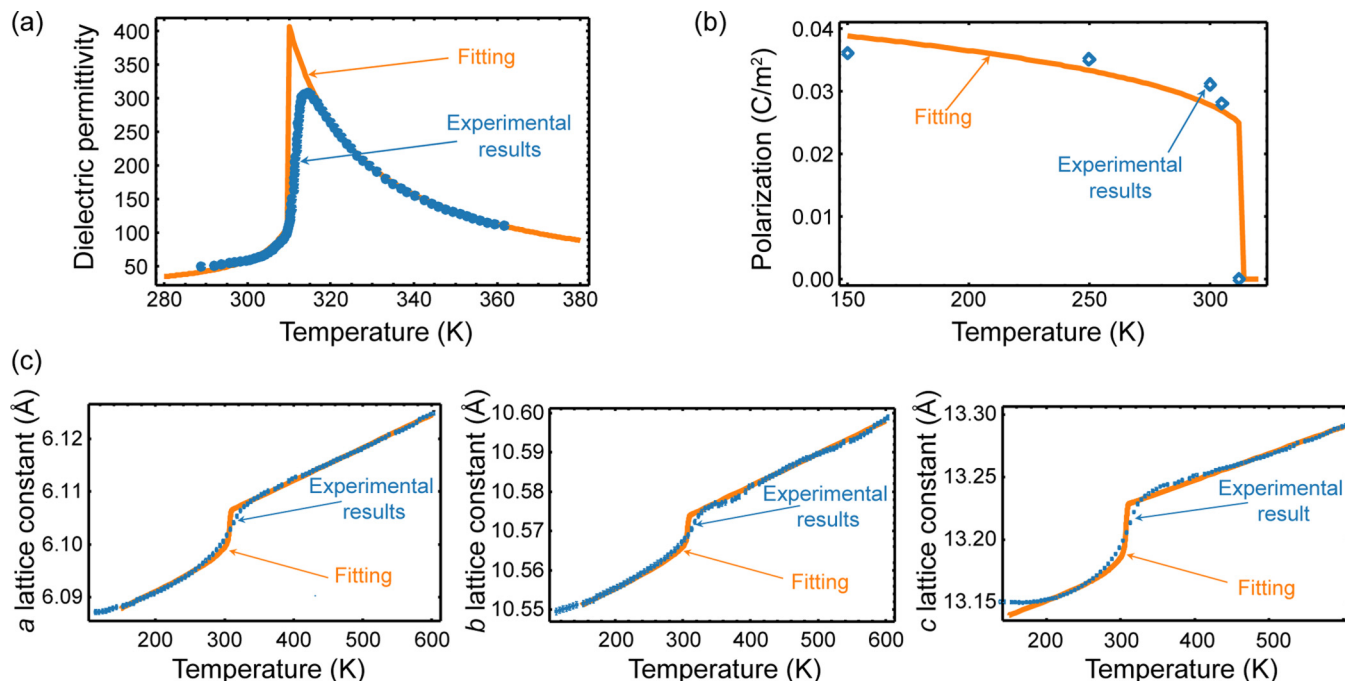 (a)
Dielectric permittivity
400
350
300
250
200
150
100
50
280
300
320
340
360
380
Temperature (K)
Fitting
Experimental
results
(b)
Polarization (C/m²)
0.04
0.03
0.02
0.01
0.00
150
200
250
300
Temperature (K)
Fitting
Experimental
results
(c)
a lattice constant (Å)
6.12
6.11
6.10
6.09
200
300
400
500
600
Temperature (K)
Experimental
results
Fitting
b lattice constant (Å)
10.60
10.59
10.58
10.57
10.56
10.55
200
300
400
500
600
Temperature (K)
Experimental
results
Fitting
c lattice constant (Å)
13.30
13.25
13.20
13.15
200
300
400
500
Temperature (K)
Experimental
result
Fitting